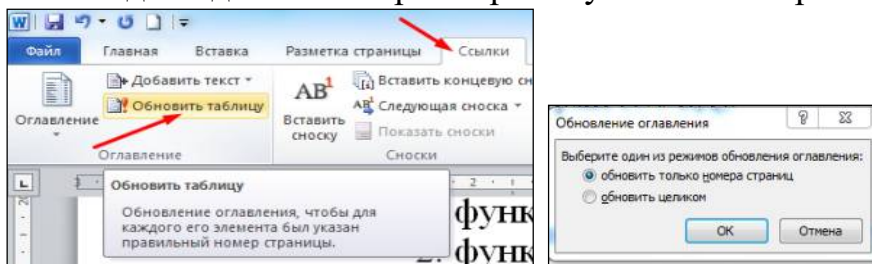 Файл Главная Вставка Разметка страницы Ссылки
Добавить текст
Обновить таблицу
Оглавление
AB1
Вставить сноску
Вставить концевую сн
AB Следующая сноска
Показать сноски
Оглавление Сноски
Обновить таблицу
Обновление оглавления, чтобы для
каждого его элемента был указан
правильный номер страницы.
2
функ
2. функ
Обновление оглавления
Выберите один из режимов обновления оглавления:
обновить только номера страниц
обновить целиком
ОК Отмена